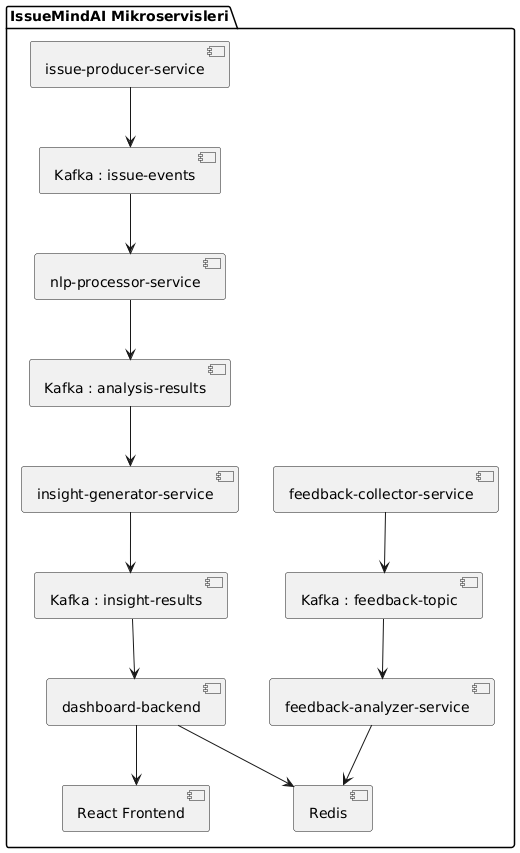 IssueMindAI Mikroservisleri
issue-producer-service
Kafka : issue-events
nlp-processor-service
Kafka : analysis-results
insight-generator-service
feedback-collector-service
Kafka : insight-results
Kafka : feedback-topic
dashboard-backend
feedback-analyzer-service
React Frontend
Redis